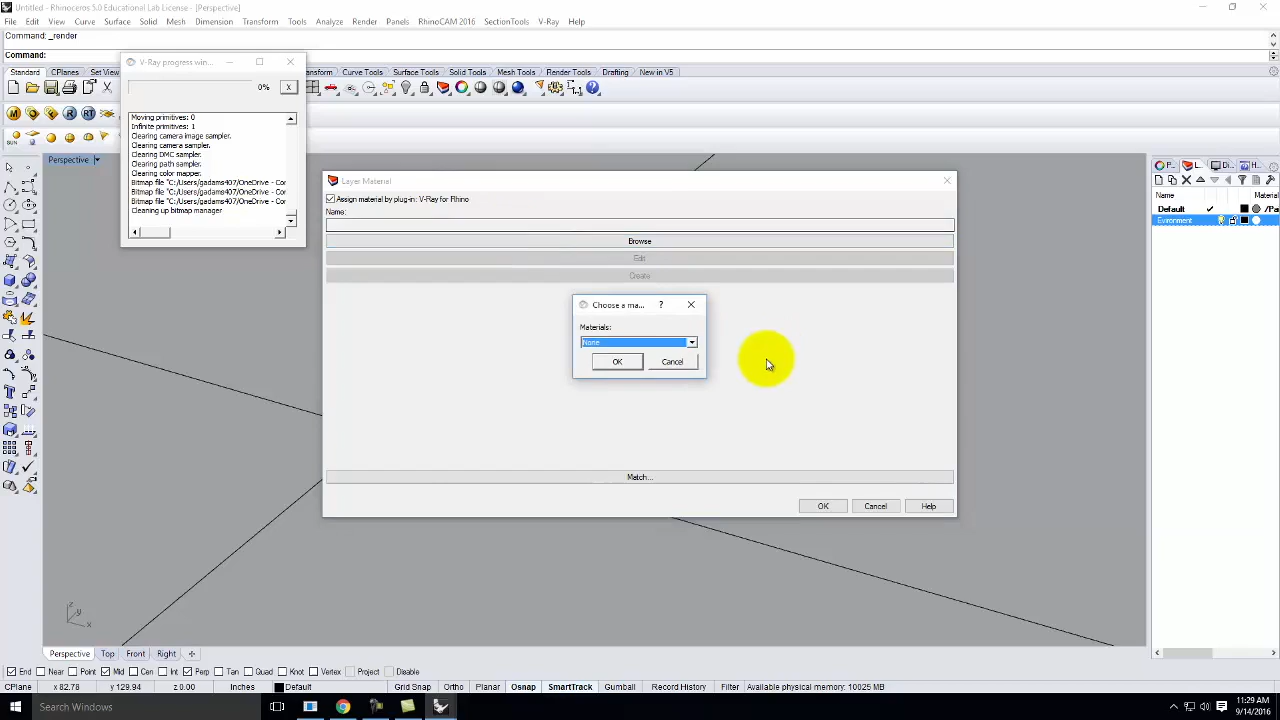 Untitled - Rhinoceros 5.0 Educational Lab License - [Perspective]
File Edit View Curve Surface Solid Mesh Dimension Transform Tools Analyze Render Panels RhinoCAM 2016 SectionTools V-Ray Help
Command: _render
Command:
V-Ray progress win...
Standard CPlanes Set View ansform Curve Tools Surface Tools Solid Tools Mesh Tools Render Tools Drafting New in V5
0% X
Moving primitives: 0
Infinite primitives: 1
Clearing camera image sampler.
Clearing camera sampler.
Clearing DMC sampler.
Clearing path sampler.
Clearing color mapper.
Bitmap file "C:/Users/gadams407/OneDrive - Cor
Bitmap file "C:/Users/gadams407/OneDrive - Cor
Bitmap file "C:/Users/gadams407/OneDrive - Cor
Cleaning up bitmap manager
SUN
Perspective
Layer Material
Assign material by plug-in: V-Ray for Rhino
Name:
Browse
Edit
Create
Choose a ma... ?
Materials:
None
OK Cancel
Match...
OK Cancel Help
P... L... Di... H...
Name Material
Default /Pa
Evironment
z
y
x
Perspective Top Front Right
End Near Point Mid Cen Int Perp Tan Quad Knot Vertex Project Disable
CPlane x 82.78 y 129.94 z 0.00 Inches Default Grid Snap Ortho Planar Osnap SmartTrack Gumball Record History Filter Available physical memory: 10025 MB
Search Windows
11:29 AM
9/14/2016